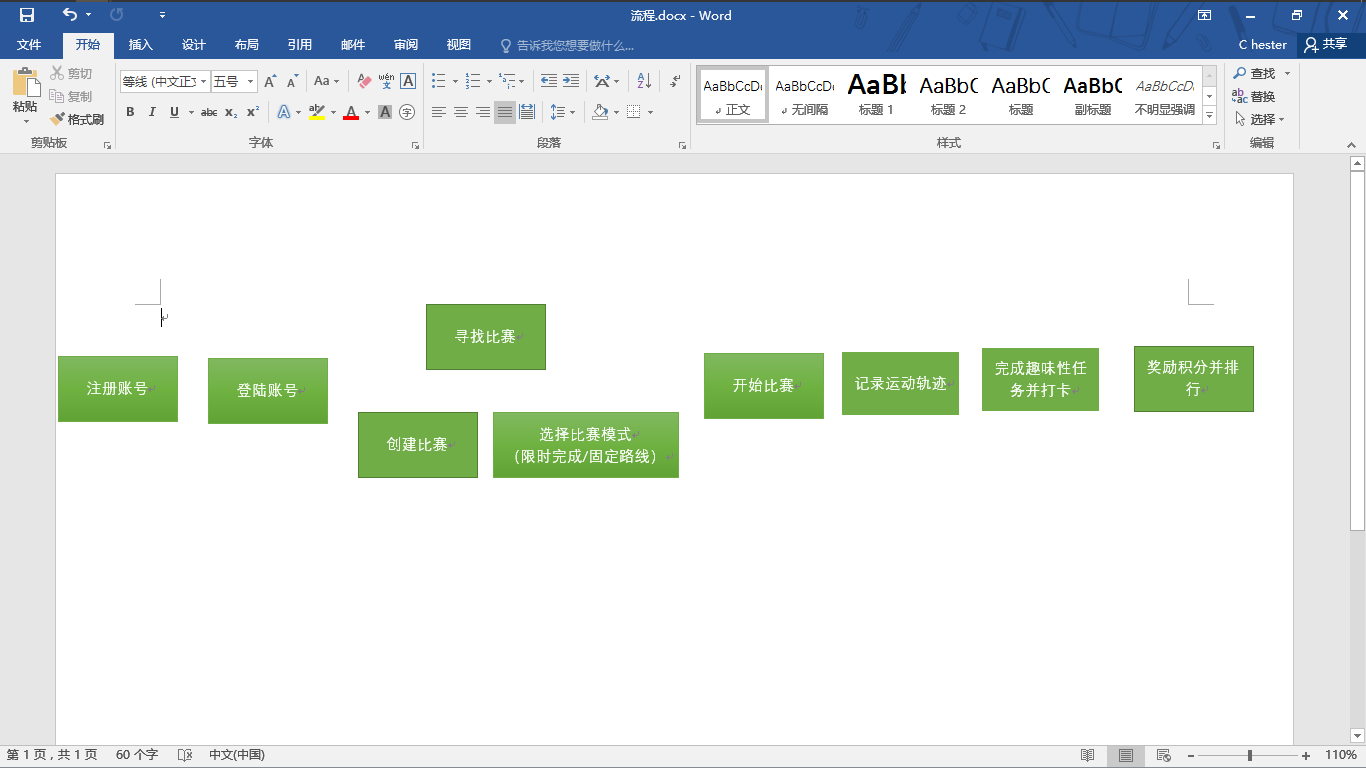 流程.docx - Word
文件 开始 插入 设计 布局 引用 邮件 审阅 视图 告诉我您想要做什么... C hester 共享
粘贴
剪切
复制
格式刷
剪贴板
等线 (中文正文 五号
Aa
wén
A
B I U abc x₂ x² A ab A A 字
字体
段落
AaBbCcDd AaBbCcDd AaBb AaBbC AaBbC AaBbC AaBbCcD.
正文 无间隔 标题 1 标题 2 标题 副标题 不明显强调
样式
查找
替换
选择
编辑
寻找比赛
注册账号
登陆账号
创建比赛
选择比赛模式
(限时完成/固定路线)
开始比赛
记录运动轨迹
完成趣味性任
务并打卡
奖励积分并排
行
第 1 页,共 1 页 60 个字 中文(中国) 110%